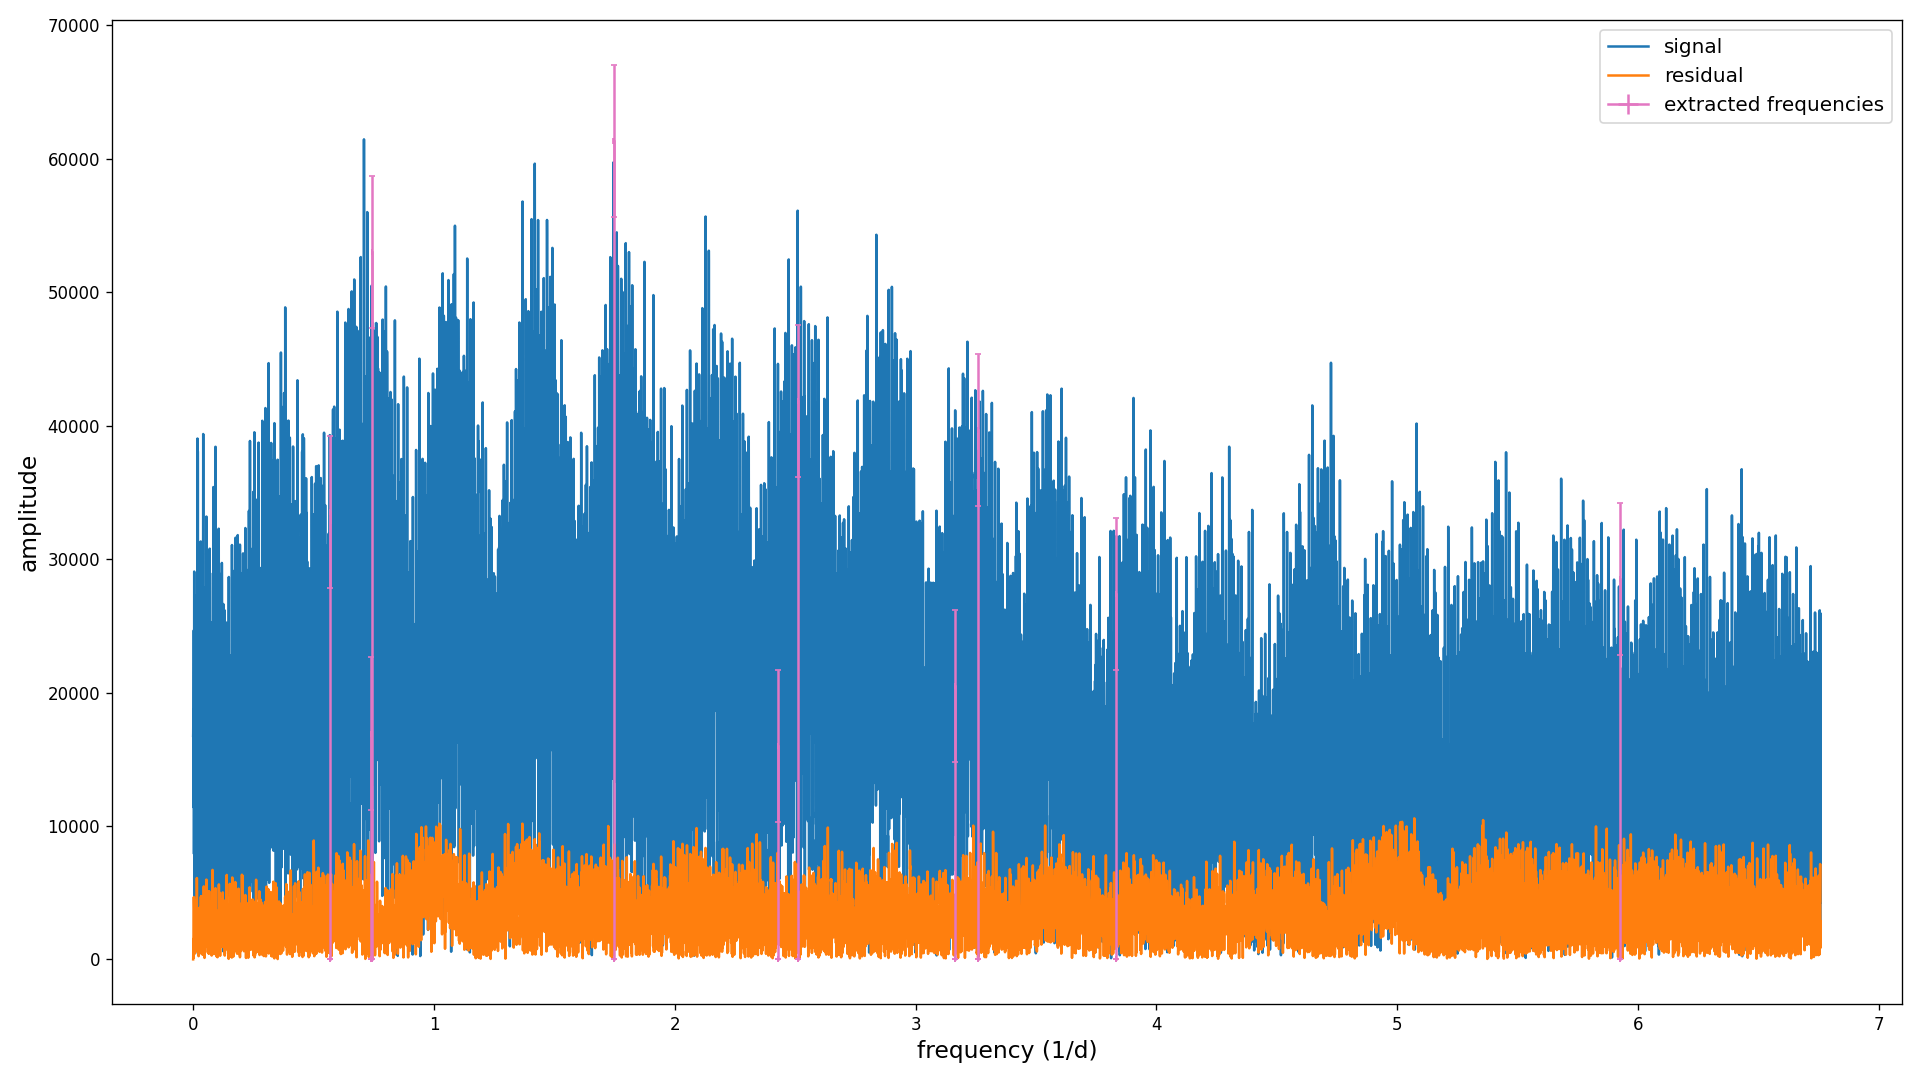 70000
60000
50000
40000
30000
20000
10000
0
amplitude
signal
residual
extracted frequencies
0 1 2 3 4 5 6 7
frequency (1/d)